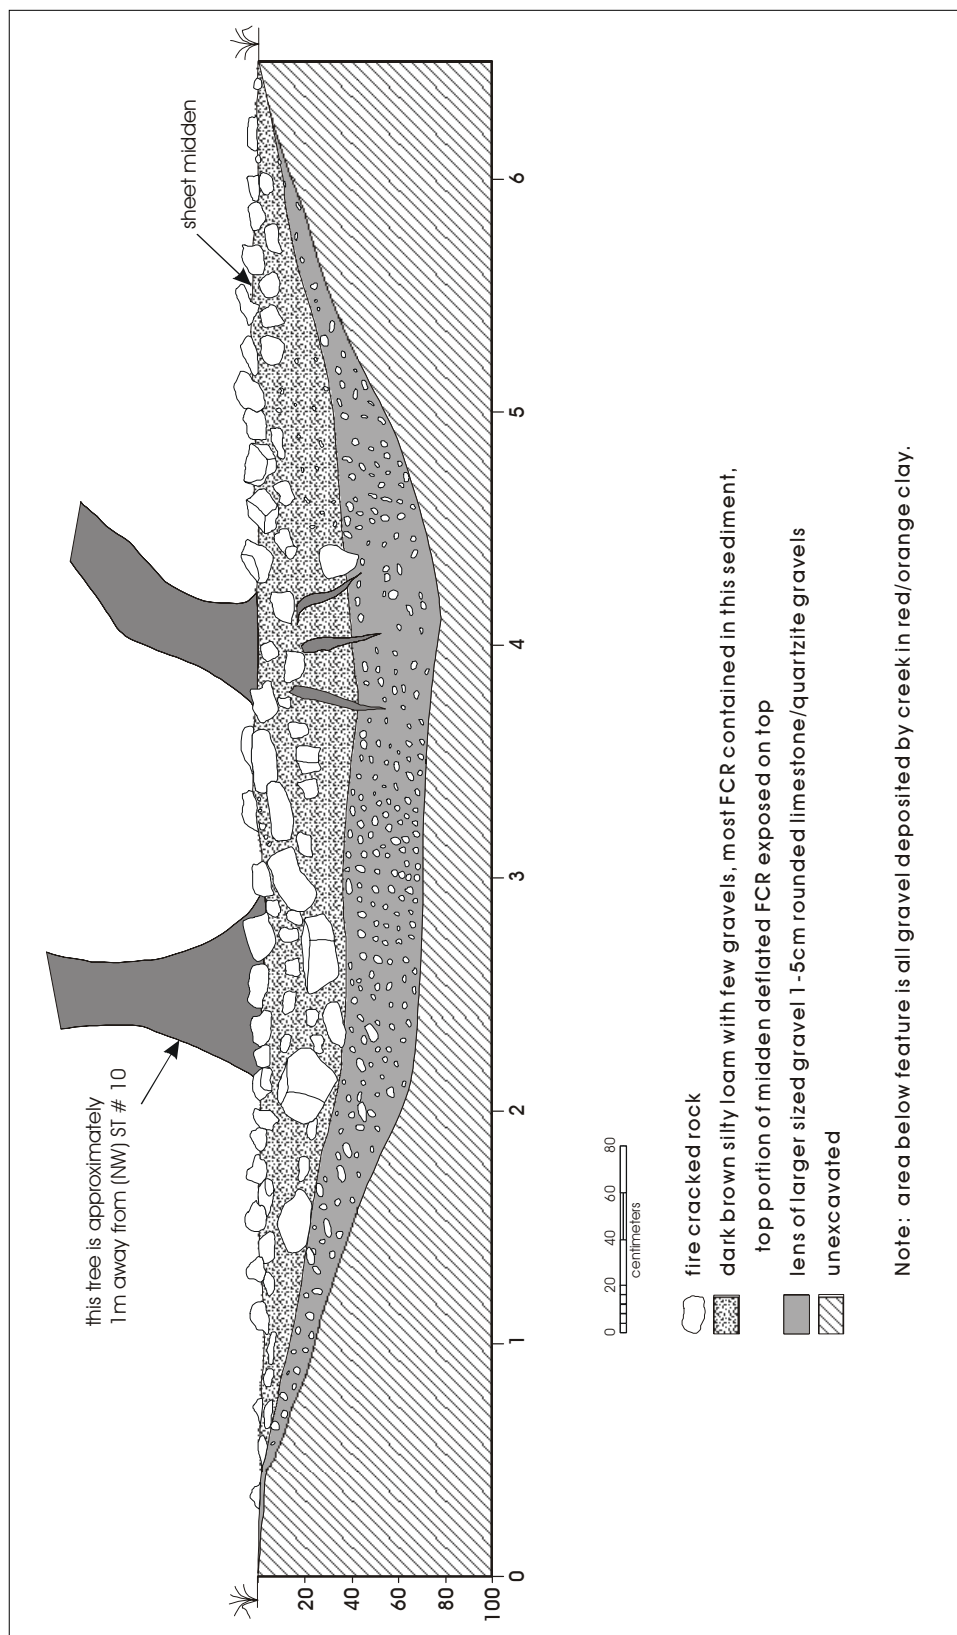 this tree is approximately
1m away from (NW) ST # 10
sheet midden
20
40
60
80
100
0 1 2 3 4 5 6
0 20 40 60 80
centimeters
fire cracked rock
dark brown silty loam with few gravels, most FCR contained in this sediment,
top portion of midden deflated FCR exposed on top
lens of larger sized gravel 1-5cm rounded limestone/quartzite gravels
unexcavated
Note: area below feature is all gravel deposited by creek in red/orange clay.